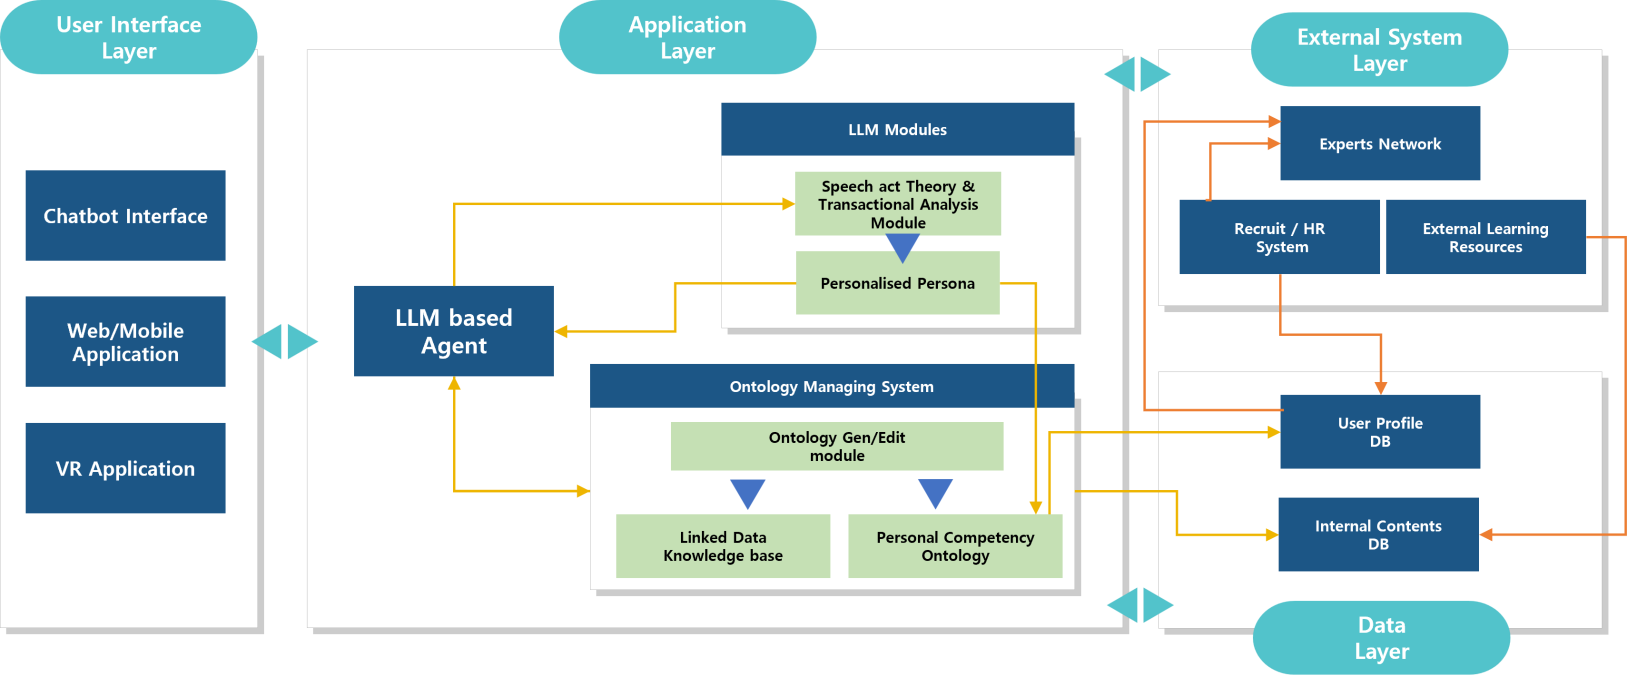 User Interface
Layer
Chatbot Interface
Web/Mobile
Application
VR Application
Application
Layer
LLM Modules
Speech act Theory &
Transactional Analysis
Module
Personalised Persona
LLM based
Agent
Ontology Managing System
Ontology Gen/Edit
module
Linked Data
Knowledge base
Personal Competency
Ontology
External System
Layer
Experts Network
Recruit / HR
System
External Learning
Resources
User Profile
DB
Internal Contents
DB
Data
Layer